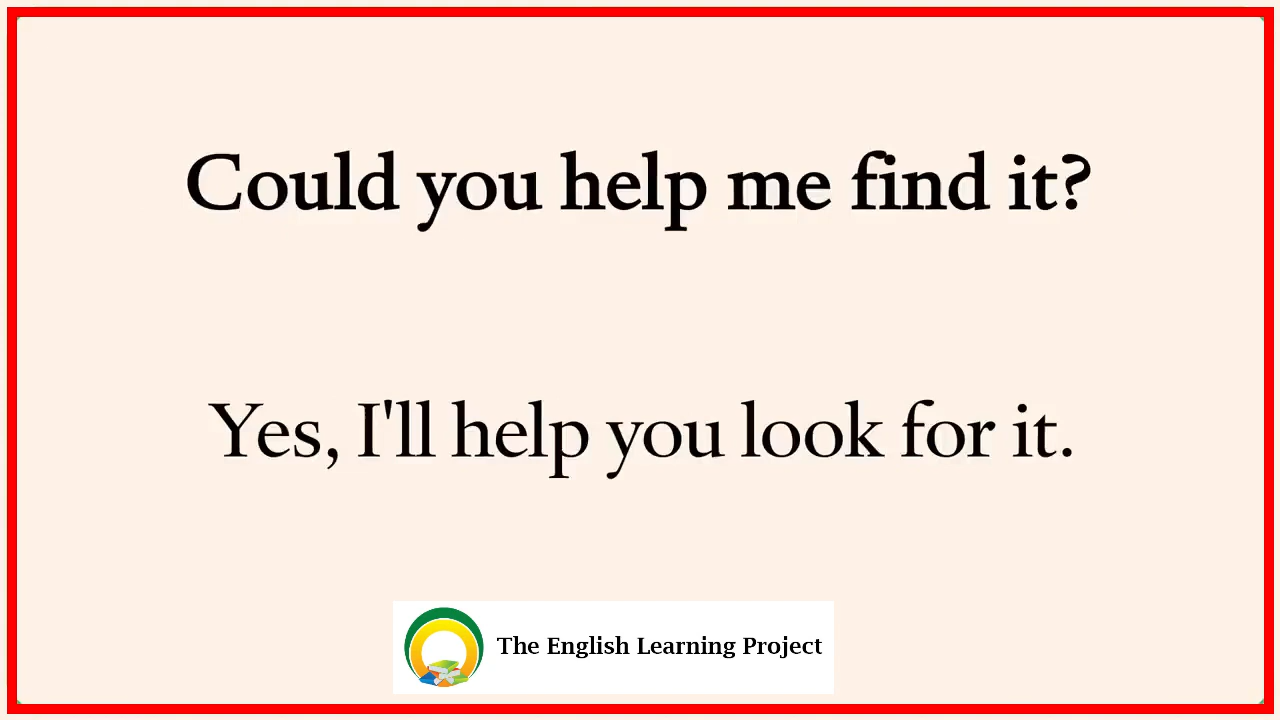 Could you help me find it?
Yes, I'll help you look for it.
The English Learning Project